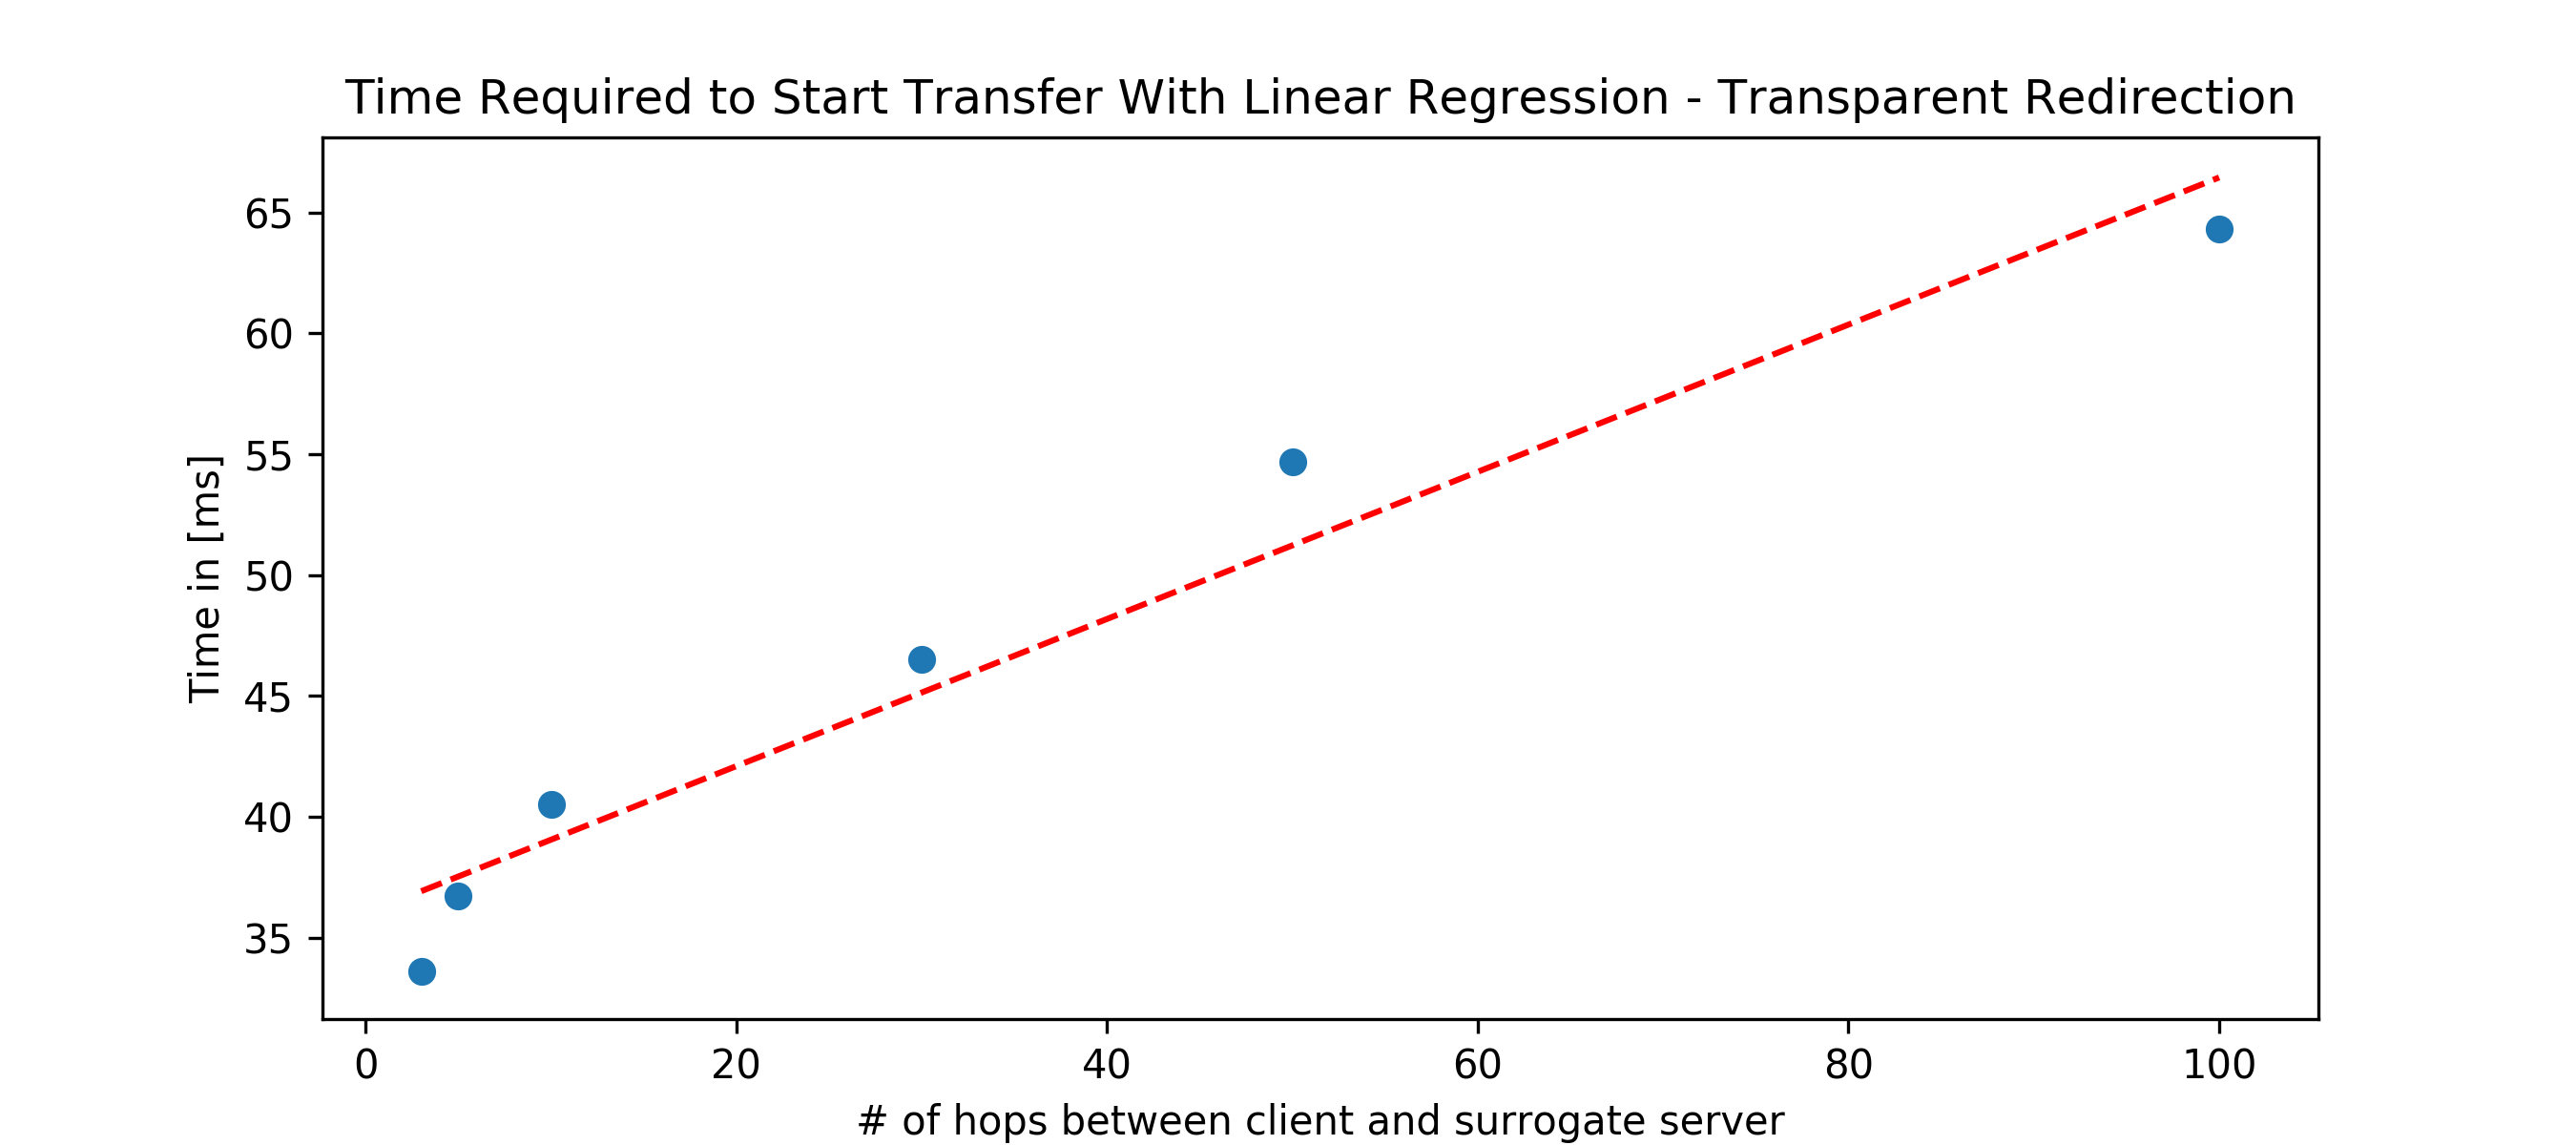 Time Required to Start Transfer With Linear Regression - Transparent Redirection
Time in [ms]
65
60
55
50
45
40
35
0 20 40 60 80 100
# of hops between client and surrogate server